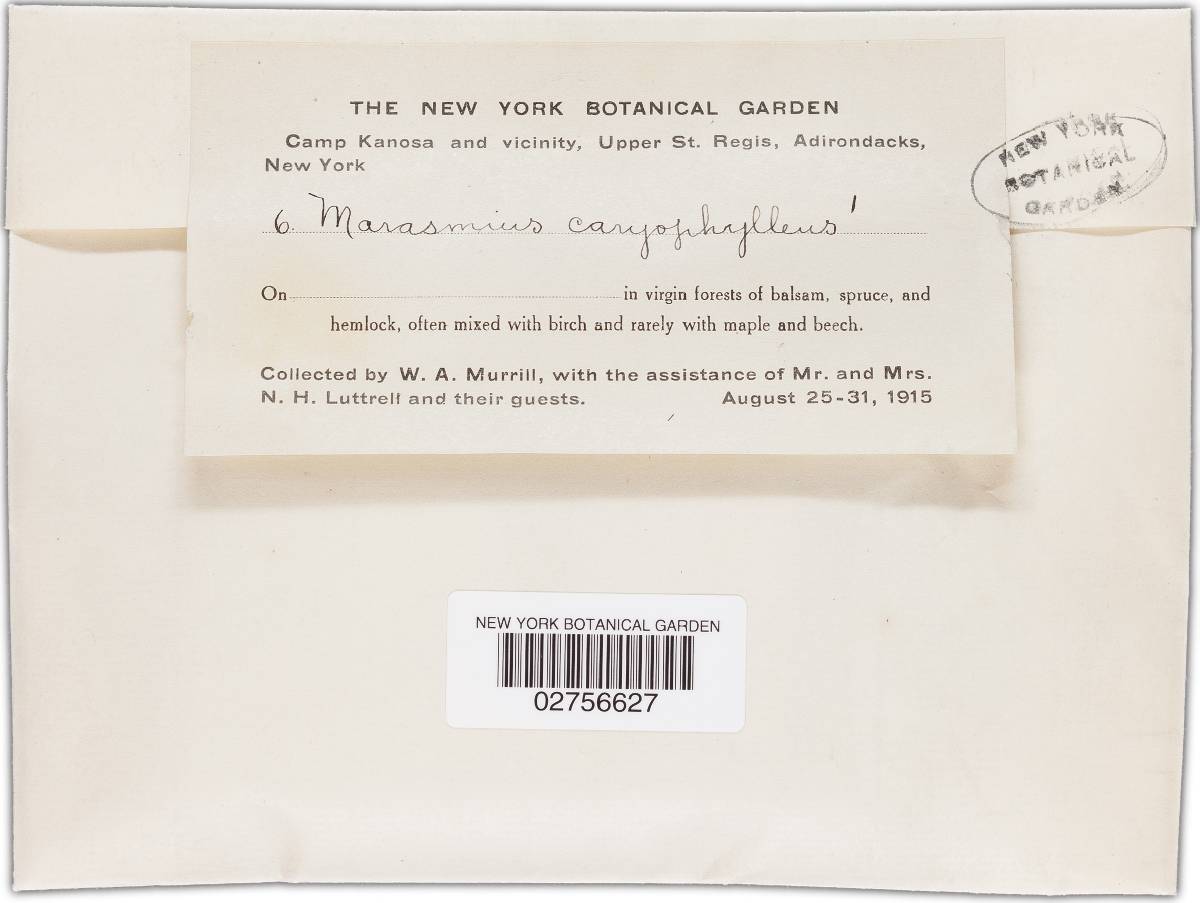 THE NEW YORK BOTANICAL GARDEN
Camp Kanosa and vicinity, Upper St. Regis, Adirondacks,
New York
6. Marasmius caryophylleus
On in virgin forests of balsam, spruce, and
hemlock, often mixed with birch and rarely with maple and beech.
Collected by W. A. Murrill, with the assistance of Mr. and Mrs.
N. H. Luttrell and their guests. August 25-31, 1915
NEW YORK
BOTANICAL
GARDEN.
NEW YORK BOTANICAL GARDEN
02756627